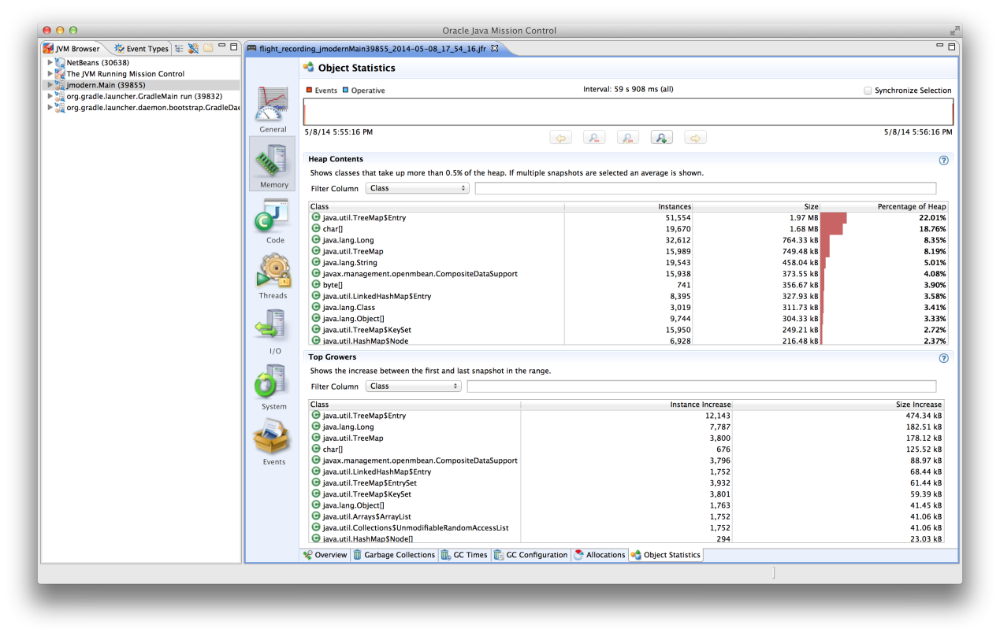 Oracle Java Mission Control
JVM Browser Event Types
flight_recording_jmodernMain39855_2014-05-08_17_54_16.jfr
NetBeans (30638)
The JVM Running Mission Control
jmodern.Main (39855)
org.gradle.launcher.GradleMain run (39832)
org.gradle.launcher.daemon.bootstrap.GradleDae
General
Memory
Code
Threads
I/O
System
Events
Object Statistics
Events Operative Interval: 59 s 908 ms (all) Synchronize Selection
5/8/14 5:55:16 PM 5/8/14 5:56:16 PM
Heap Contents
Shows classes that take up more than 0.5% of the heap. If multiple snapshots are selected an average is shown.
Filter Column Class
Class Instances Size Percentage of Heap
java.util.TreeMap$Entry 51,554 1.97 MB 22.01%
char[] 19,670 1.68 MB 18.76%
java.lang.Long 32,612 764.33 kB 8.35%
java.util.TreeMap 15,989 749.48 kB 8.19%
java.lang.String 19,543 458.04 kB 5.01%
javax.management.openmbean.CompositeDataSupport 15,938 373.55 kB 4.08%
byte[] 741 356.67 kB 3.90%
java.util.LinkedHashMap$Entry 8,395 327.93 kB 3.58%
java.lang.Class 3,019 311.73 kB 3.41%
java.lang.Object[] 9,744 304.33 kB 3.33%
java.util.TreeMap$KeySet 15,950 249.21 kB 2.72%
java.util.HashMap$Node 6,928 216.48 kB 2.37%
Top Growers
Shows the increase between the first and last snapshot in the range.
Filter Column Class
Class Instance Increase Size Increase
java.util.TreeMap$Entry 12,143 474.34 kB
java.lang.Long 7,787 182.51 kB
java.util.TreeMap 3,800 178.12 kB
char[] 676 125.52 kB
javax.management.openmbean.CompositeDataSupport 3,796 88.97 kB
java.util.LinkedHashMap$Entry 1,752 68.44 kB
java.util.TreeMap$EntrySet 3,932 61.44 kB
java.util.TreeMap$KeySet 3,801 59.39 kB
java.lang.Object[] 1,763 41.45 kB
java.util.Arrays$ArrayList 1,752 41.06 kB
java.util.Collections$UnmodifiableRandomAccessList 1,752 41.06 kB
java.util.HashMap$Node[] 294 23.03 kB
Overview Garbage Collections GC Times GC Configuration Allocations Object Statistics